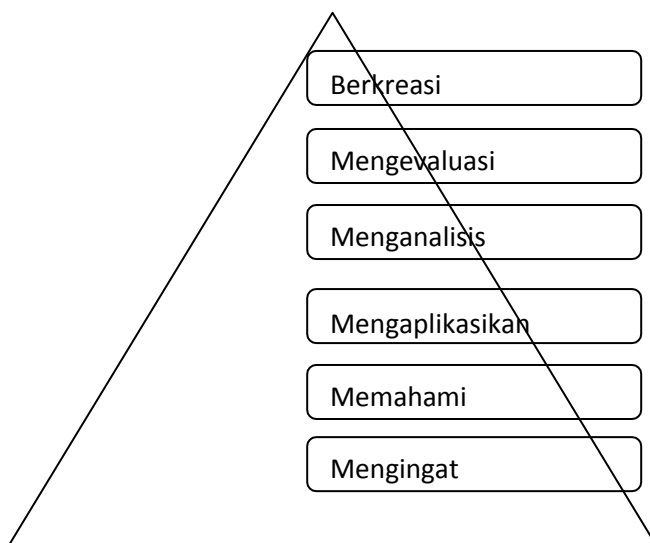 Berkreasi
Mengevaluasi
Menganalisis
Mengaplikasikan
Memahami
Mengingat